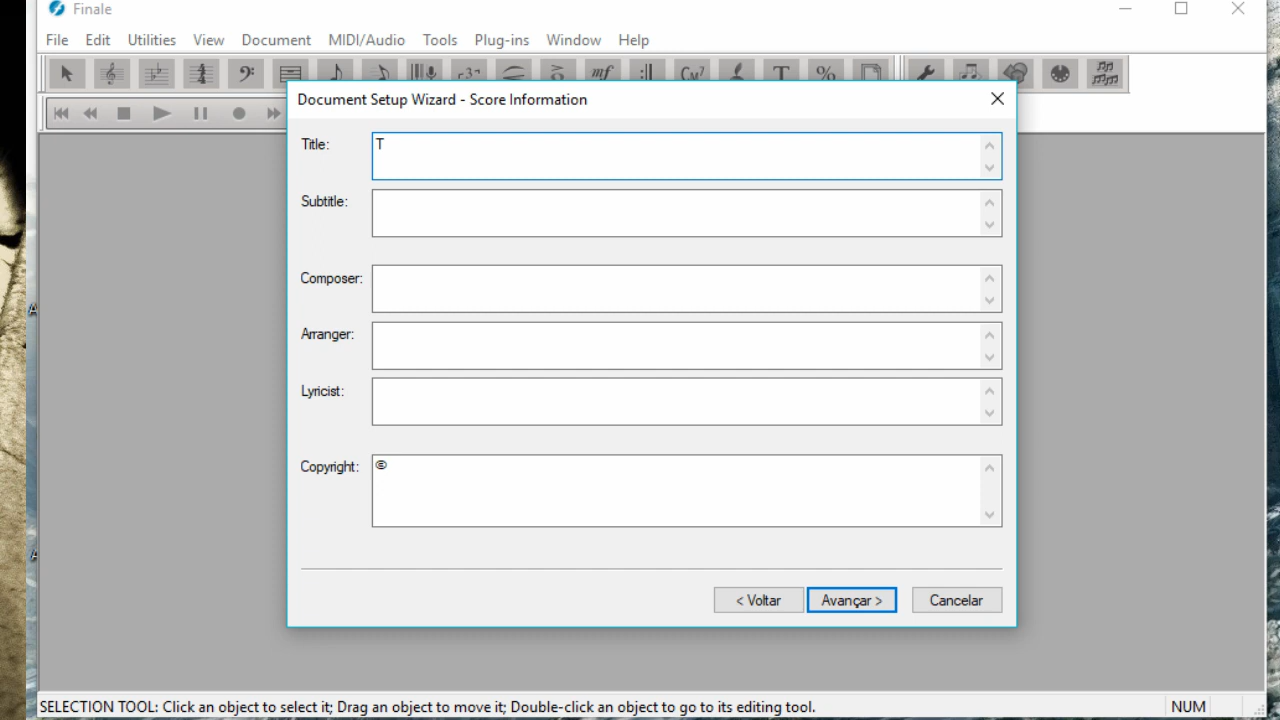 Finale
File Edit Utilities View Document MIDI/Audio Tools Plug-ins Window Help
Document Setup Wizard - Score Information
Title: T
Subtitle:
Composer:
Arranger:
Lyricist:
Copyright: ©
< Voltar Avançar > Cancelar
SELECTION TOOL: Click an object to select it; Drag an object to move it; Double-click an object to go to its editing tool. NUM